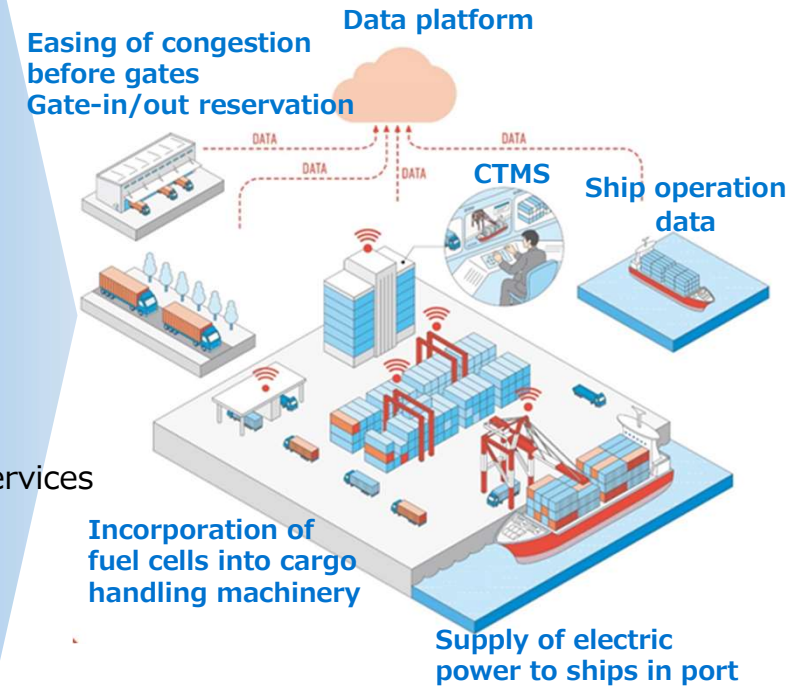 Data platform
Easing of congestion
before gates
Gate-in/out reservation
DATA
DATA
DATA
DATA
CTMS
Ship operation
data
ervices
Incorporation of
fuel cells into cargo
handling machinery
Supply of electric
power to ships in port